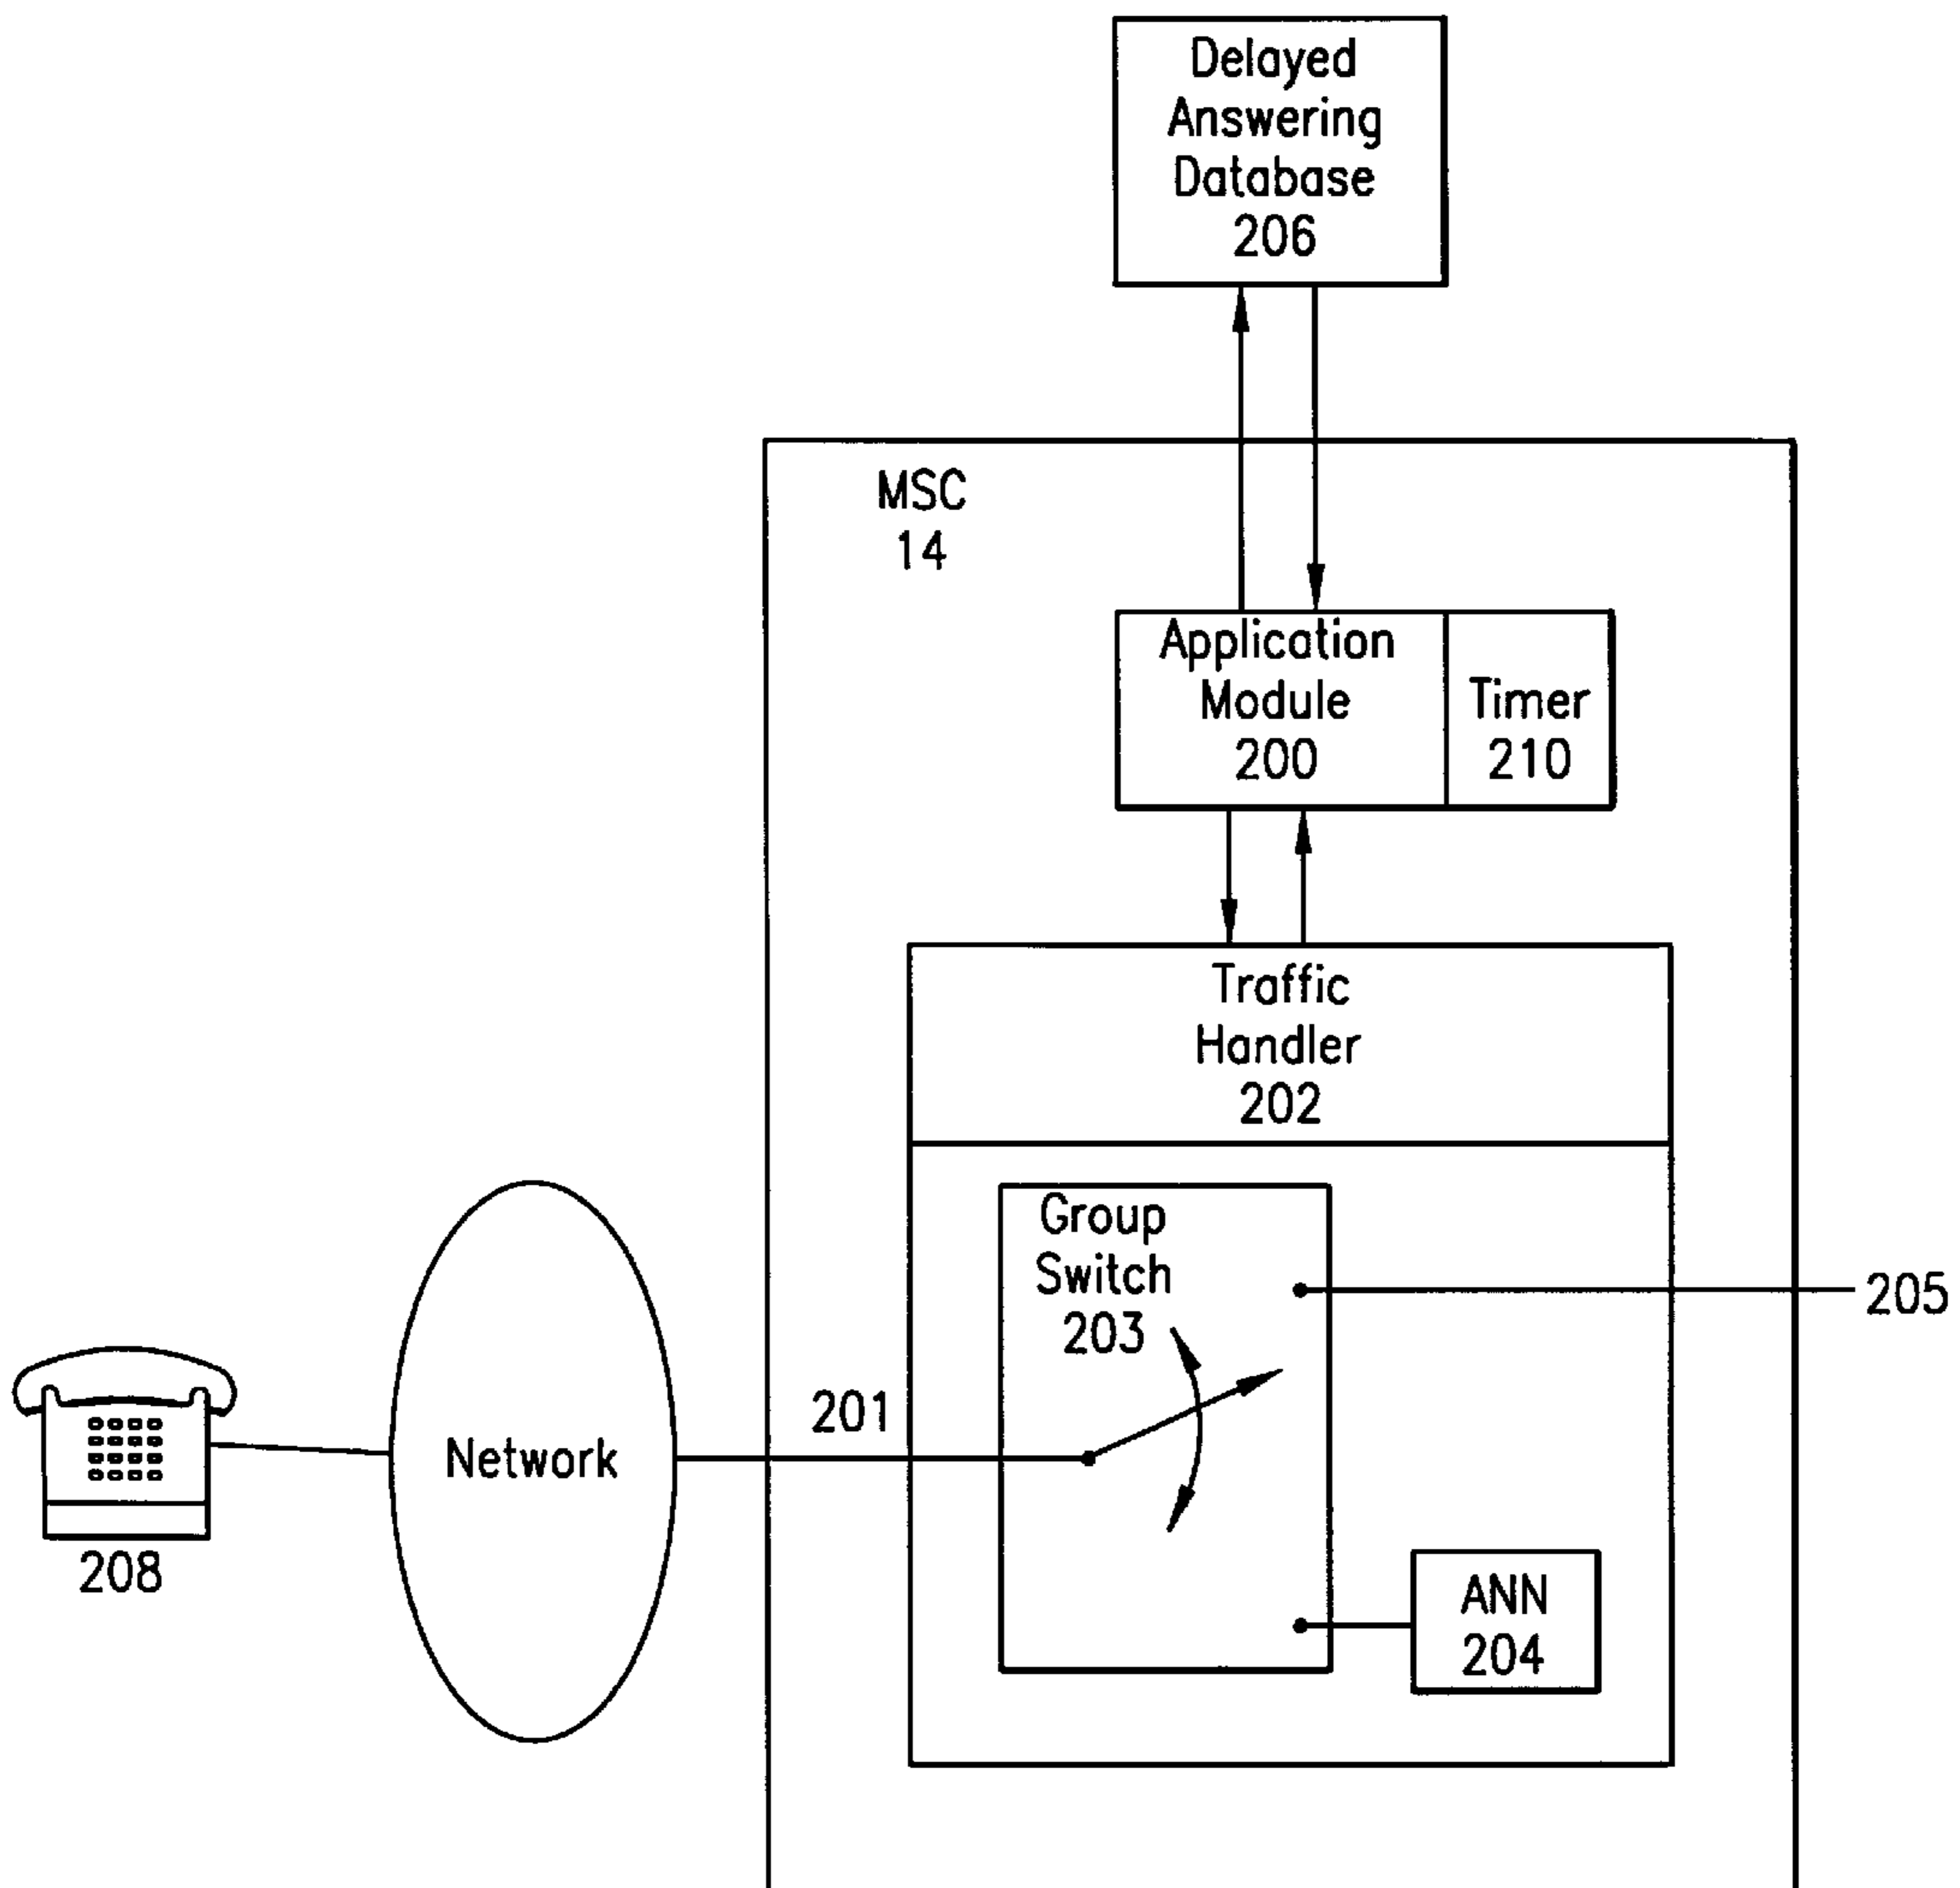 Delayed
Answering
Database
206
MSC
14
Application
Module
200
Timer
210
Traffic
Handler
202
Group
Switch
203
205
201
Network
208
ANN
204